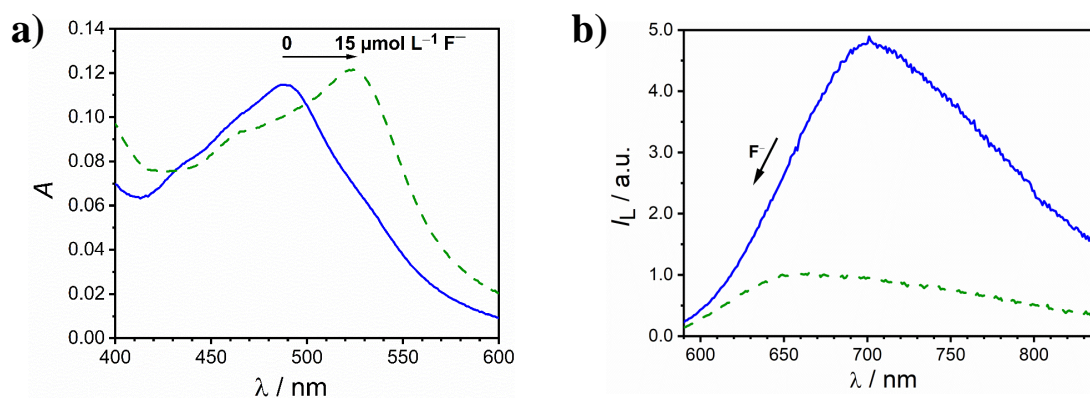 a)
0 15 μmol L⁻¹ F⁻
0.14
0.12
0.10
0.08
0.06
0.04
0.02
0.00
A
400 450 500 550 600
λ / nm
b)
5.0
4.0
3.0
2.0
1.0
0.0
I_L / a.u.
F⁻
600 650 700 750 800
λ / nm